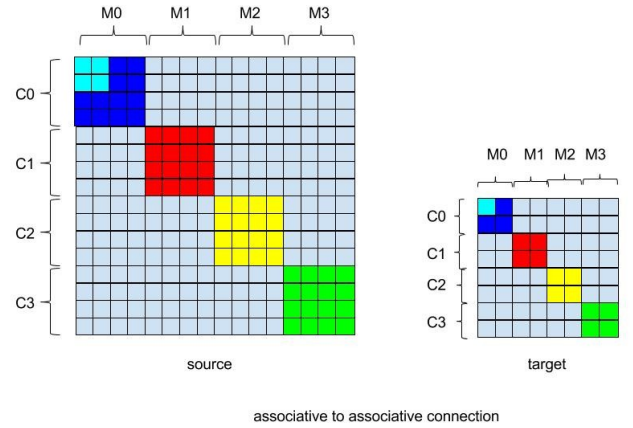 M0 M1 M2 M3
C0
C1
C2
C3
source
M0 M1 M2 M3
C0
C1
C2
C3
target
associative to associative connection